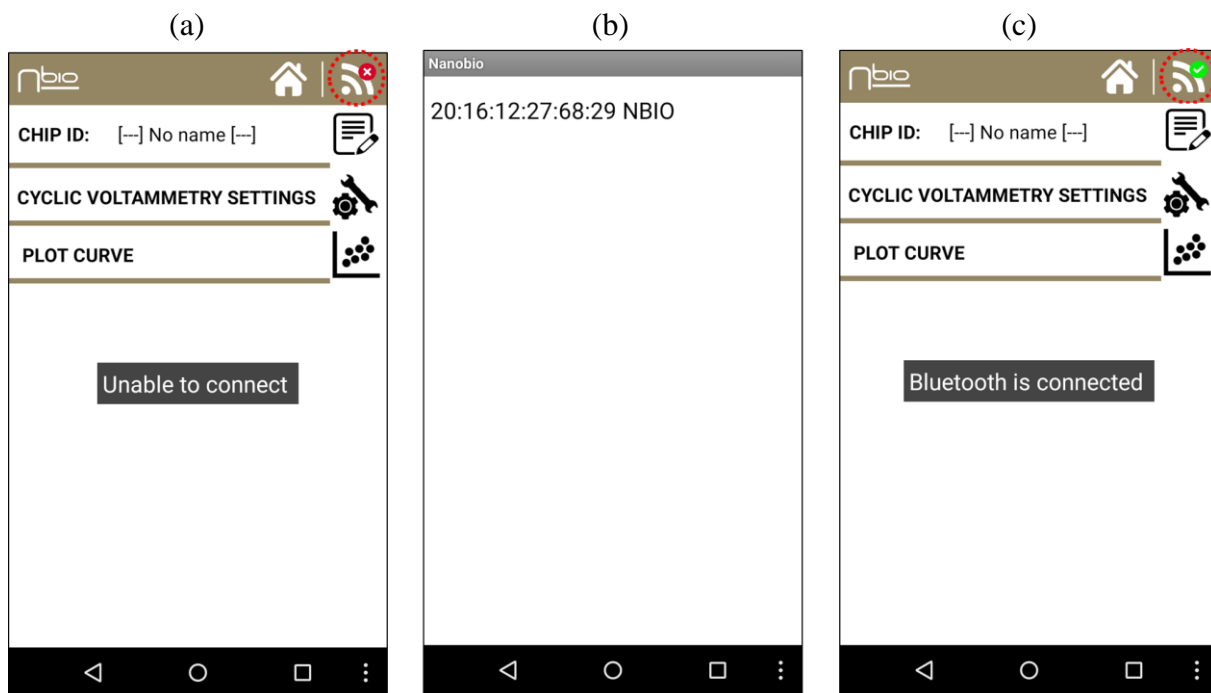 (a)
nbio
CHIP ID: [---] No name [---]
CYCLIC VOLTAMMETRY SETTINGS
PLOT CURVE
Unable to connect
(b)
Nanobio
20:16:12:27:68:29 NBIO
(c)
nbio
CHIP ID: [---] No name [---]
CYCLIC VOLTAMMETRY SETTINGS
PLOT CURVE
Bluetooth is connected